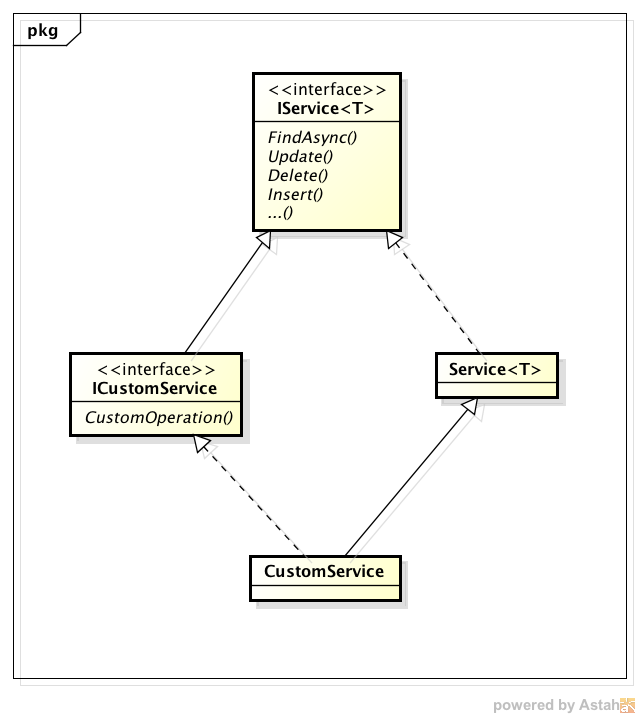 pkg
<<interface>>
IService<T>
FindAsync()
Update()
Delete()
Insert()
...()
<<interface>>
ICustomService
CustomOperation()
Service<T>
CustomService
powered by Astah